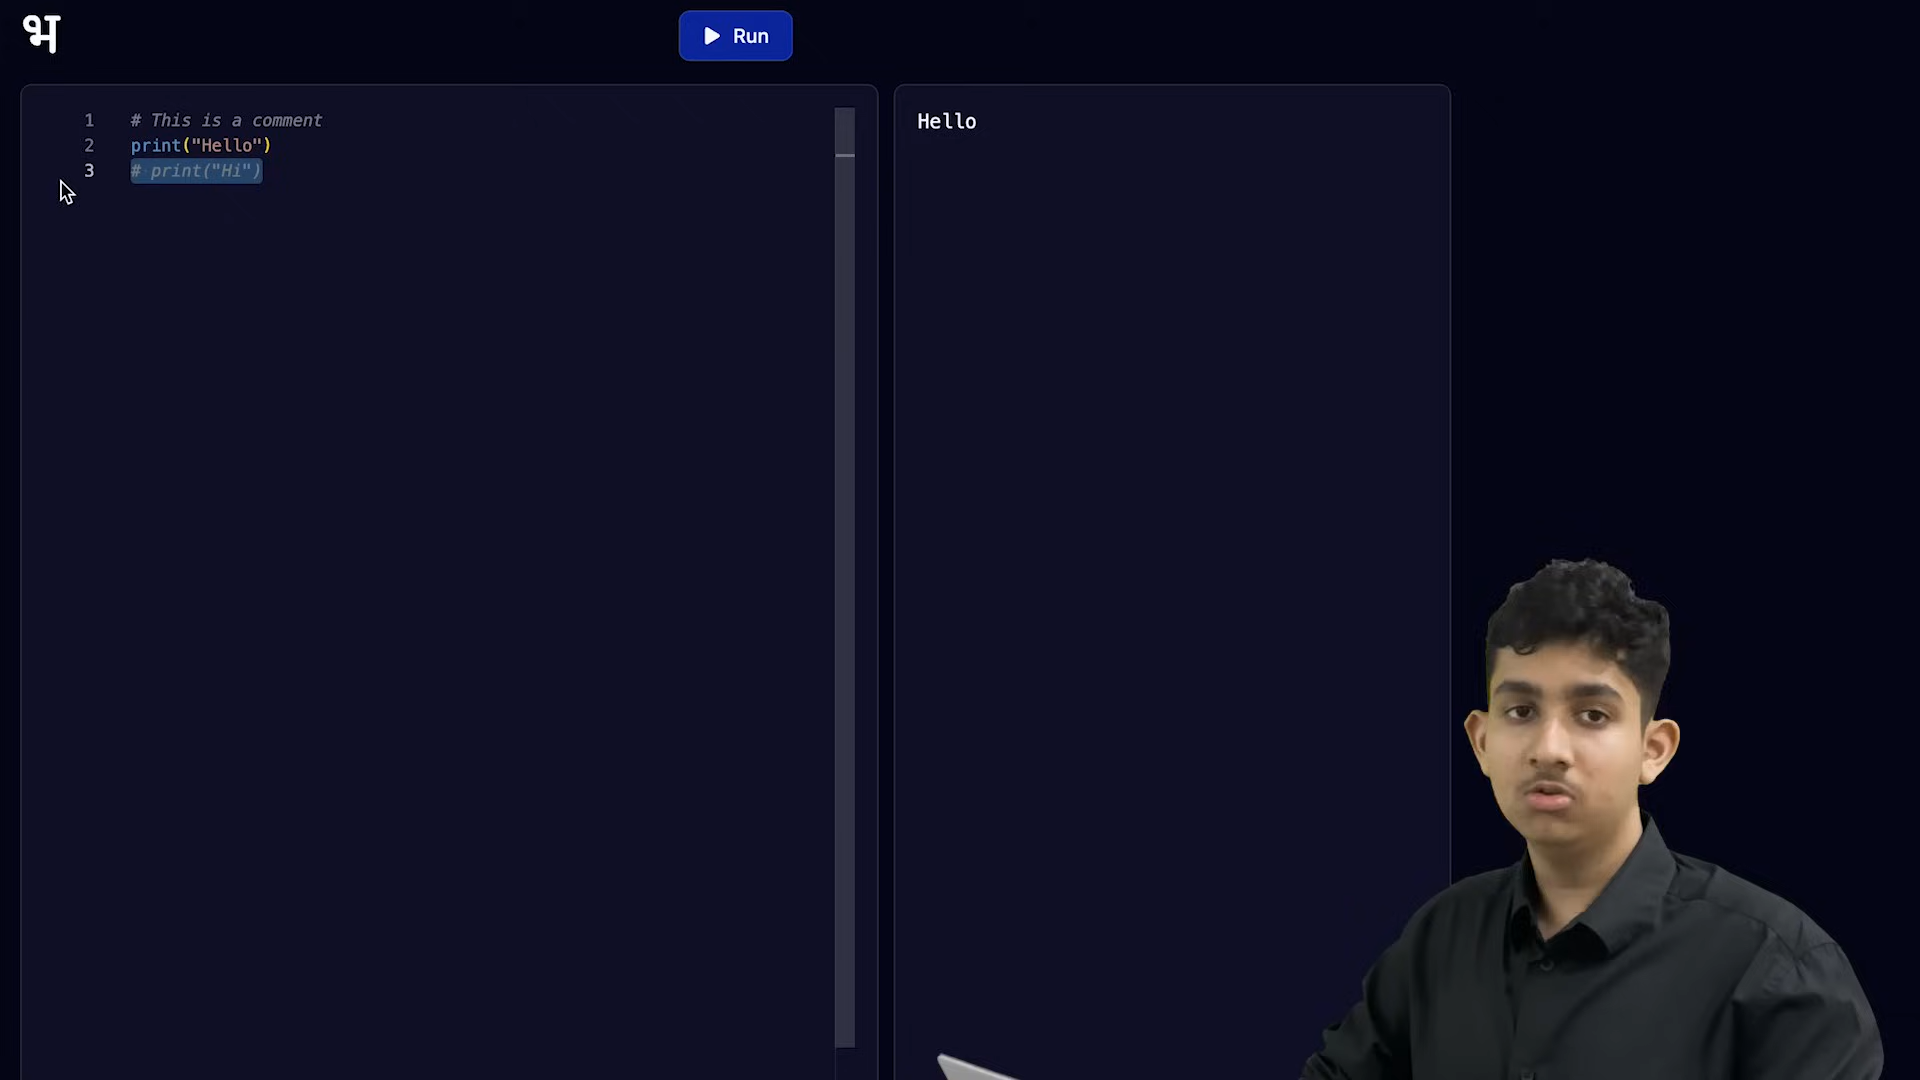 भ
Run
1 # This is a comment
2 print("Hello")
3 # print("Hi")
Hello